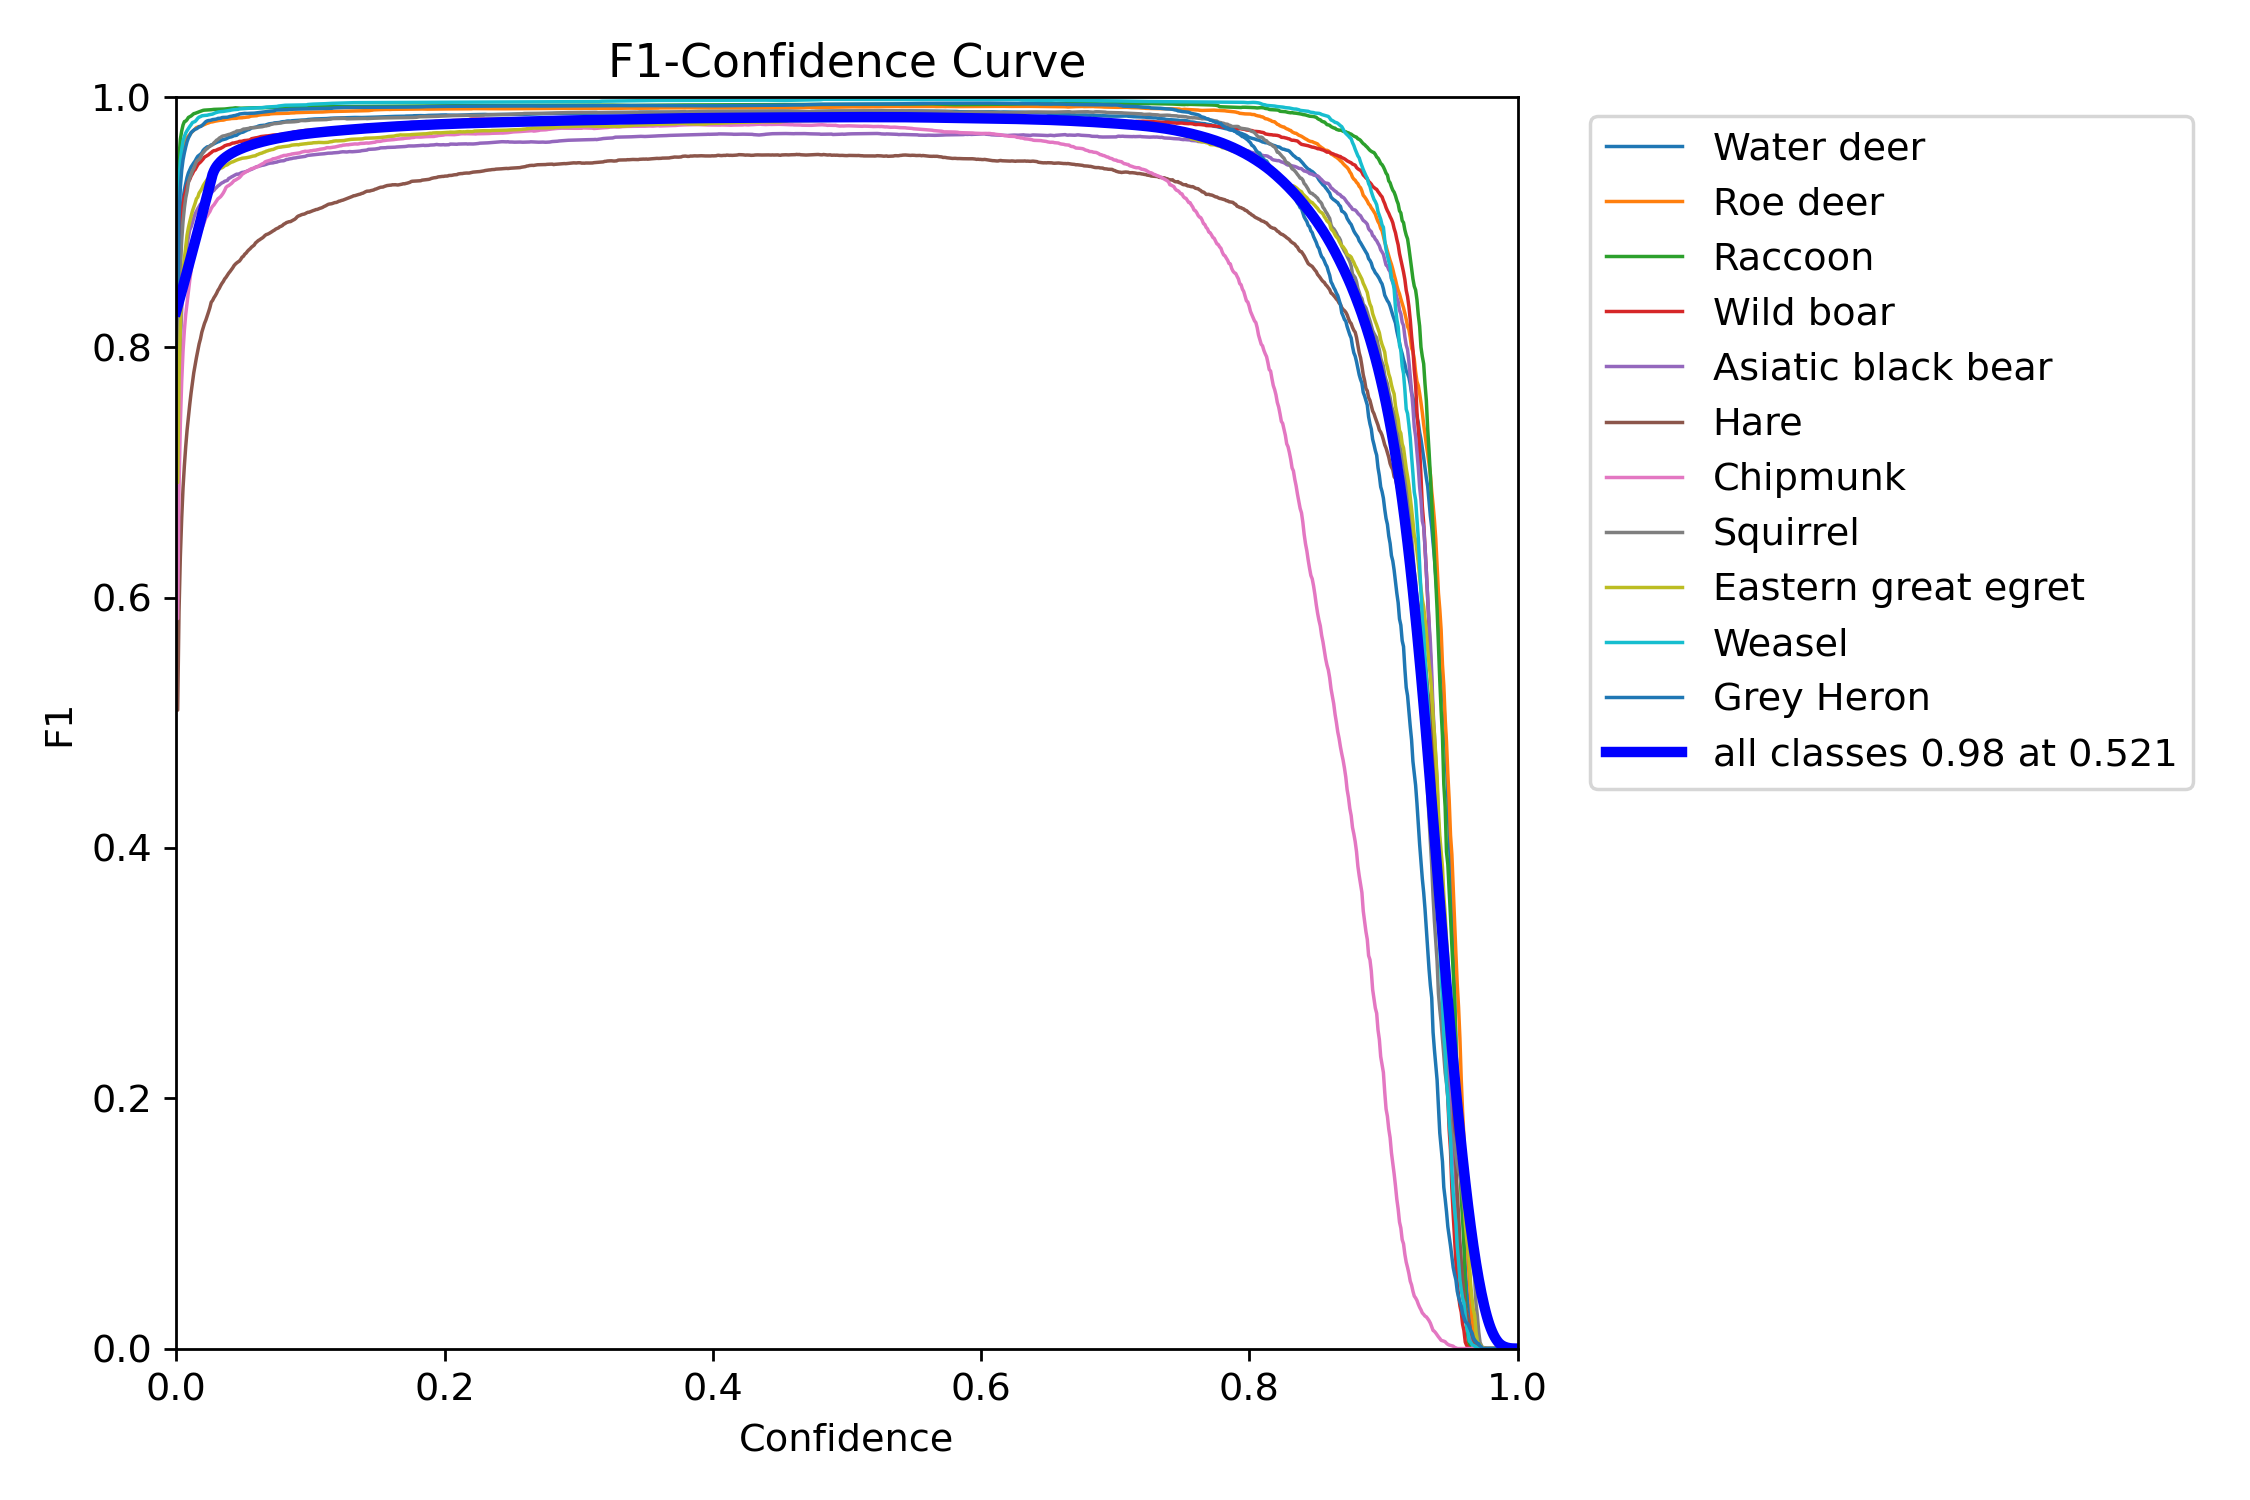 F1-Confidence Curve
1.0
0.8
0.6
0.4
0.2
0.0
F1
0.0 0.2 0.4 0.6 0.8 1.0
Confidence
Water deer
Roe deer
Raccoon
Wild boar
Asiatic black bear
Hare
Chipmunk
Squirrel
Eastern great egret
Weasel
Grey Heron
all classes 0.98 at 0.521